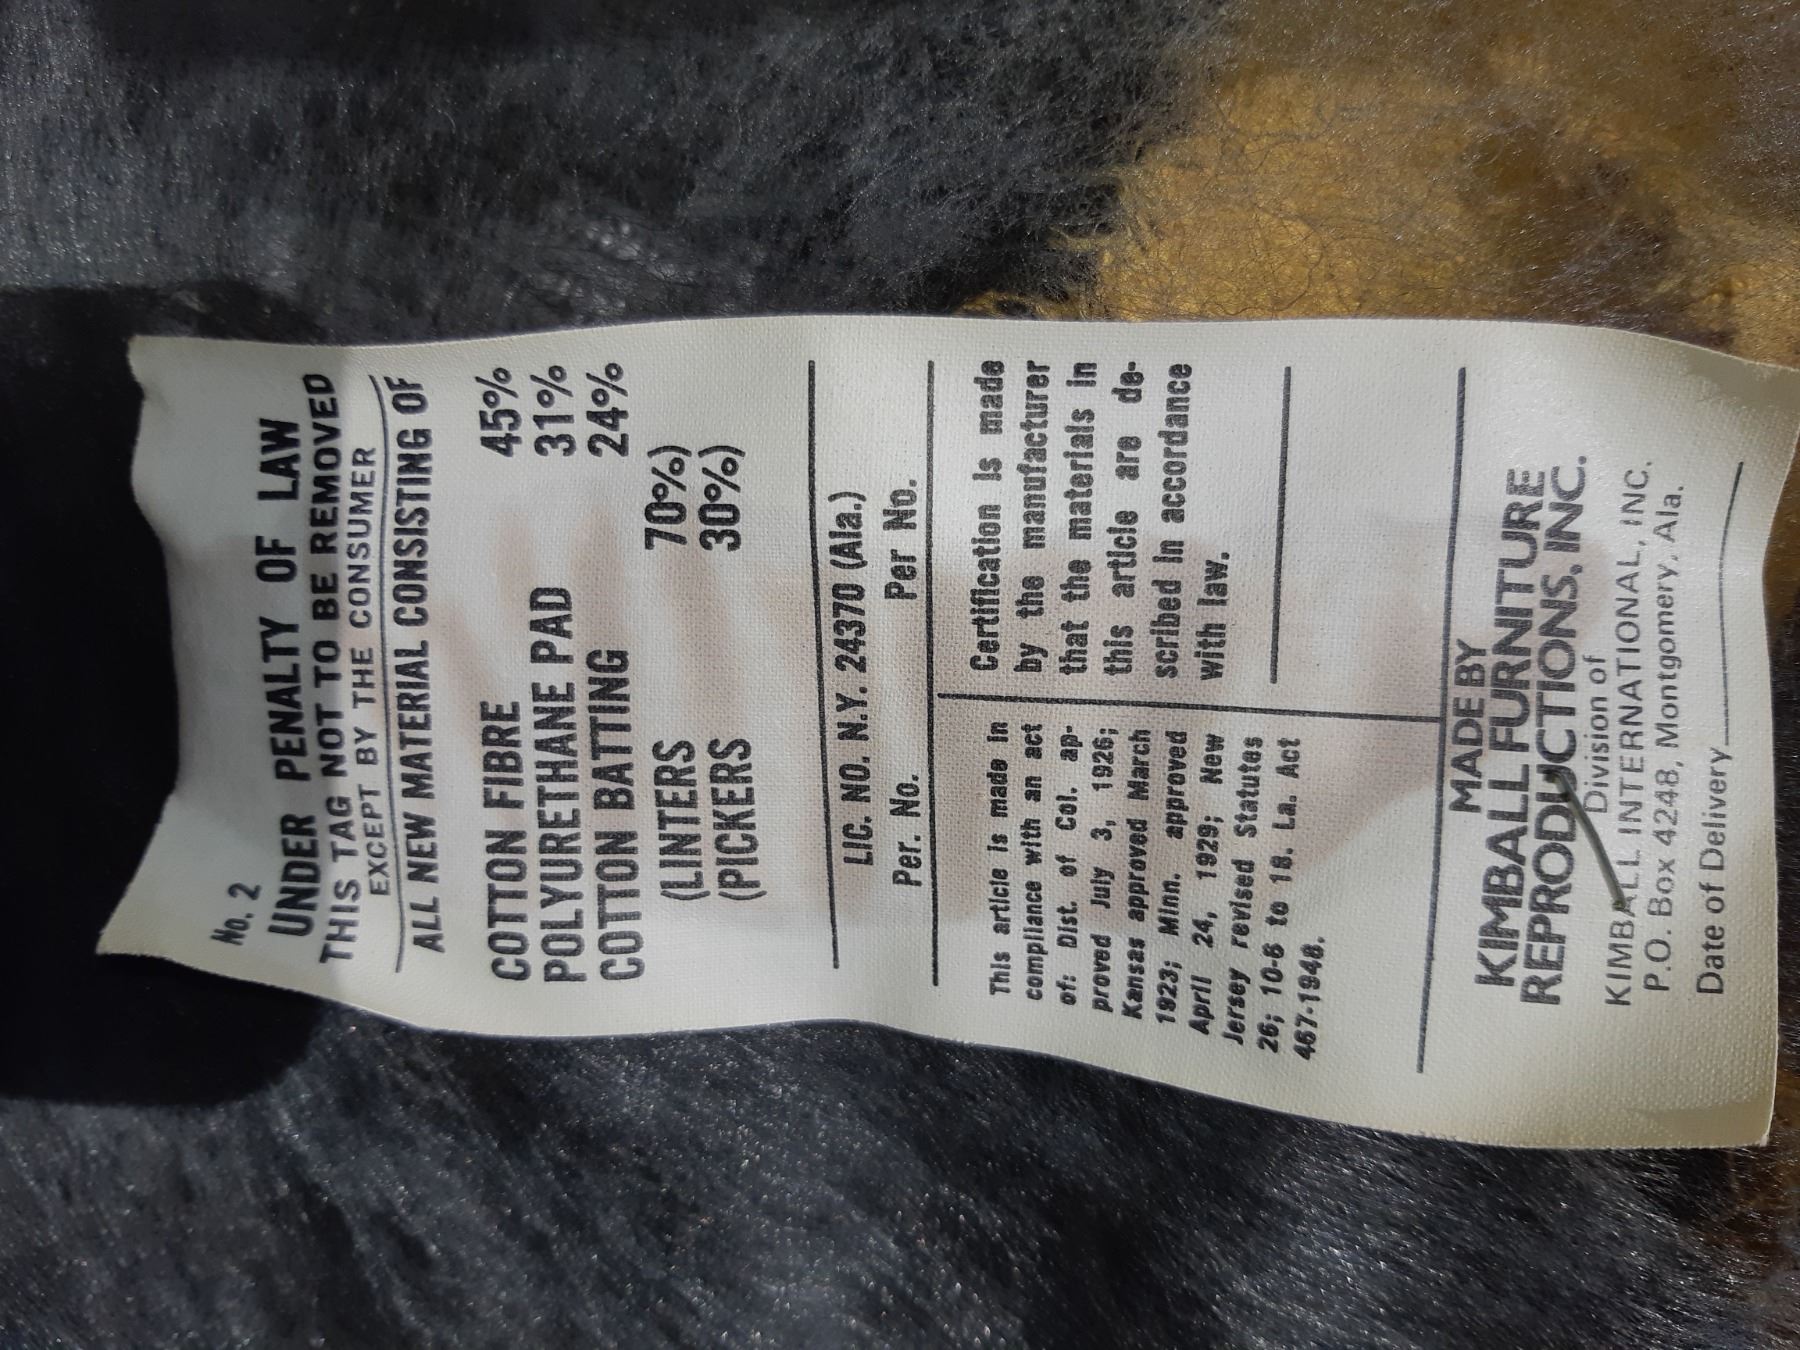 No. 2
UNDER PENALTY OF LAW
THIS TAG NOT TO BE REMOVED
EXCEPT BY THE CONSUMER
ALL NEW MATERIAL CONSISTING OF
COTTON FIBRE 45%
POLYURETHANE PAD 31%
COTTON BATTING 24%
(LINTERS 70%)
(PICKERS 30%)
LIC. NO. N.Y. 24370 (Ala.)
Per. No. Per No.
This article is made in
compliance with an act
of: Dist. of Col. ap-
proved July 3, 1926;
Kansas approved March
1923; Minn. approved
April 24, 1929; New
Jersey revised Statutes
26; 10-6 to 18. La. Act
467-1948.
Certification is made
by the manufacturer
that the materials in
this article are de-
scribed in accordance
with law.
MADE BY
KIMBALL FURNITURE
REPRODUCTIONS, INC.
Division of
KIMBALL INTERNATIONAL, INC.
P.O. Box 4248, Montgomery, Ala.
Date of Delivery